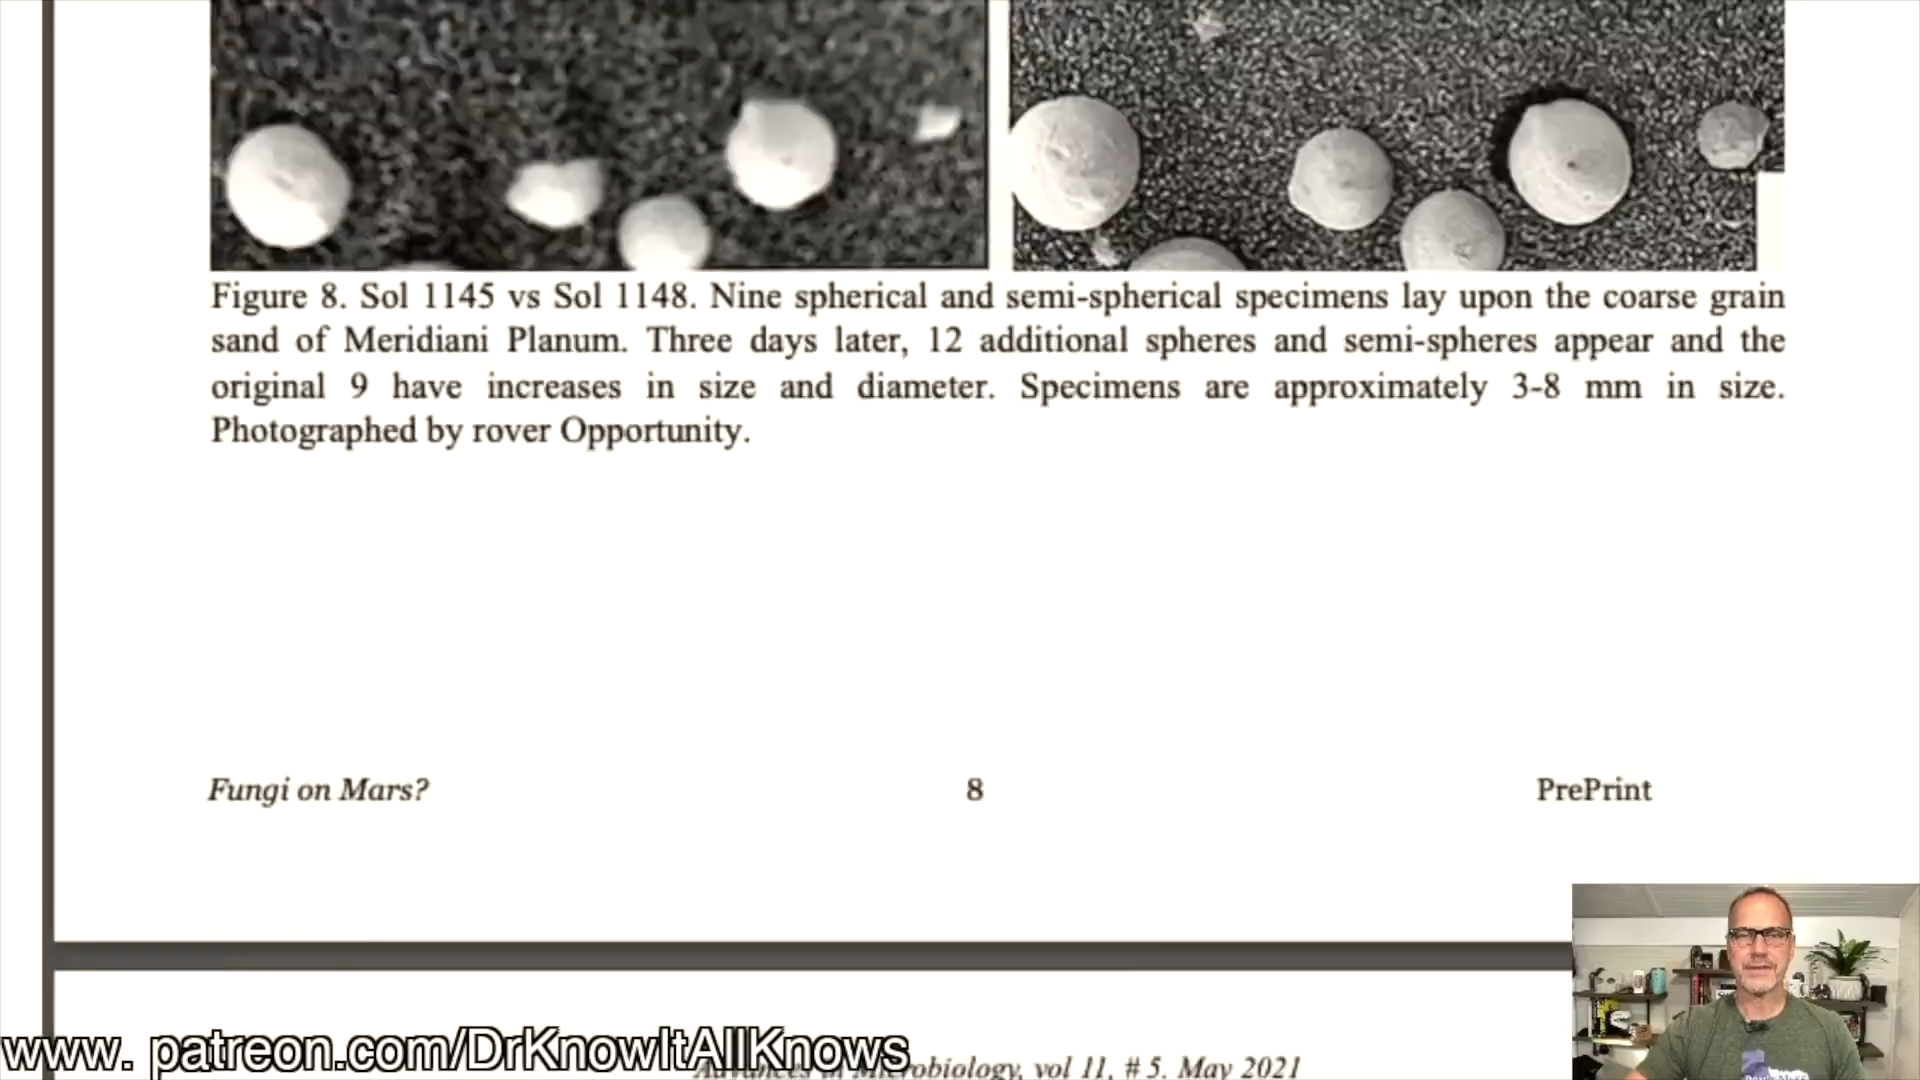 Figure 8. Sol 1145 vs Sol 1148. Nine spherical and semi-spherical specimens lay upon the coarse grain
sand of Meridiani Planum. Three days later, 12 additional spheres and semi-spheres appear and the
original 9 have increases in size and diameter. Specimens are approximately 3-8 mm in size.
Photographed by rover Opportunity.
Fungi on Mars? 8 PrePrint
www. patreon.com/DrKnowItAllKnows
vol 11, # 5. May 2021